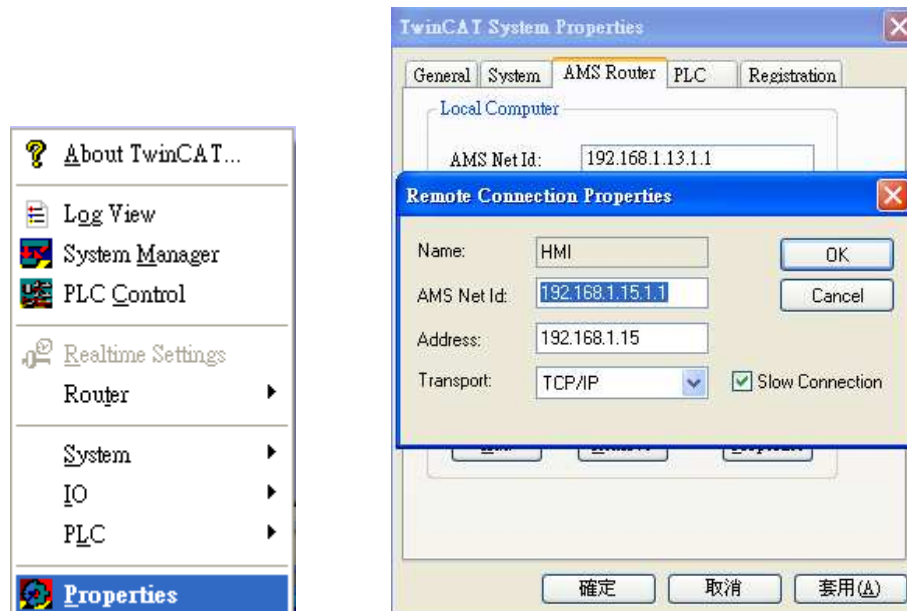 About TwinCAT...
Log View
System Manager
PLC Control
Realtime Settings
Router
System
IO
PLC
Properties
TwinCAT System Properties
General System AMS Router PLC Registration
Local Computer
AMS Net Id: 192.168.1.13.1.1
Remote Connection Properties
Name: HMI OK
AMS Net Id: 192.168.1.15.1.1 Cancel
Address: 192.168.1.15
Transport: TCP/IP Slow Connection
確定 取消 套用(A)